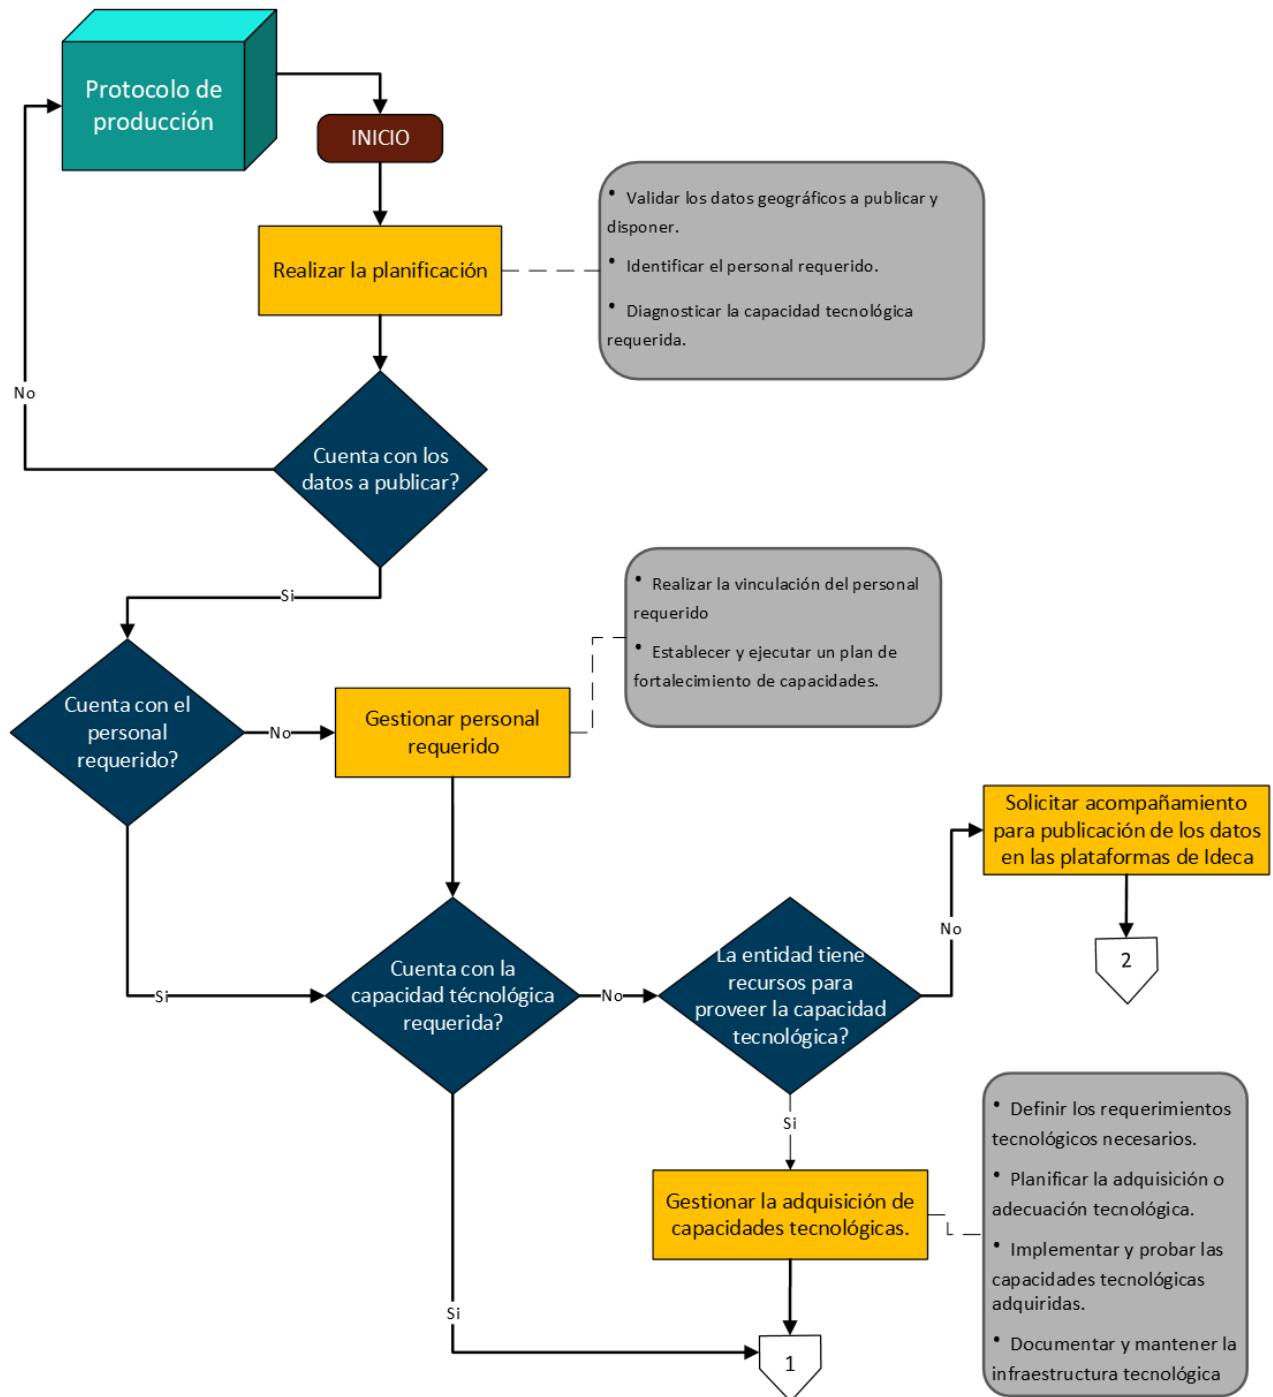 Protocolo de
producción
INICIO
Realizar la planificación
• Validar los datos geográficos a publicar y
disponer.
• Identificar el personal requerido.
• Diagnosticar la capacidad tecnológica
requerida.
No
Cuenta con los
datos a publicar?
Si
• Realizar la vinculación del personal
requerido
• Establecer y ejecutar un plan de
fortalecimiento de capacidades.
Cuenta con el
personal
requerido?
No
Gestionar personal
requerido
Solicitar acompañamiento
para publicación de los datos
en las plataformas de Ideca
No
2
Si
Cuenta con la
capacidad técnológica
requerida?
No
La entidad tiene
recursos para
proveer la capacidad
tecnológica?
Si
Gestionar la adquisición de
capacidades tecnológicas.
• Definir los requerimientos
tecnológicos necesarios.
• Planificar la adquisición o
adecuación tecnológica.
• Implementar y probar las
capacidades tecnológicas
adquiridas.
• Documentar y mantener la
infraestructura tecnológica
Si
1